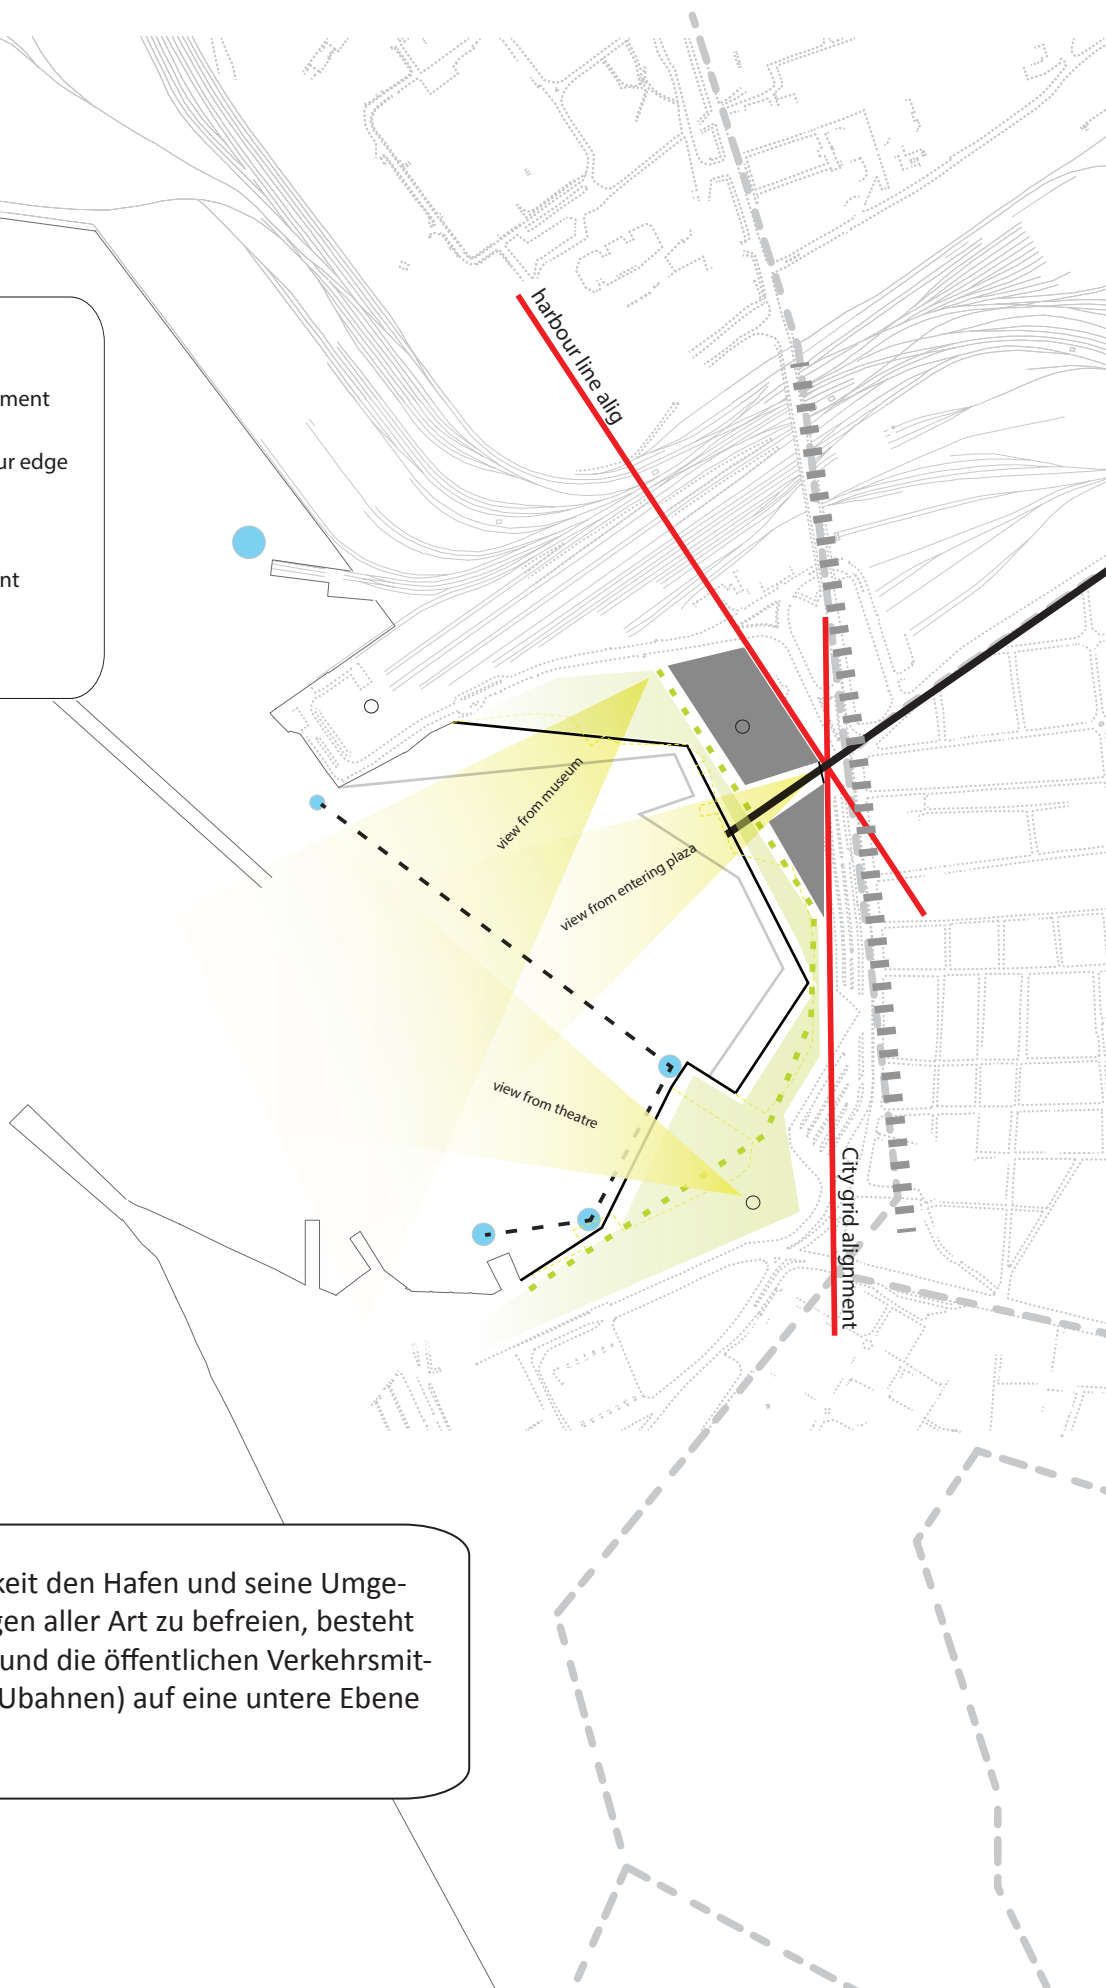 harbour line alig
ment
ur edge
nt
view from museum
view from entering plaza
view from theatre
City grid alignment
keit den Hafen und seine Umge-
gen aller Art zu befreien, besteht
und die öffentlichen Verkehrsmit-
Ubahnen) auf eine untere Ebene